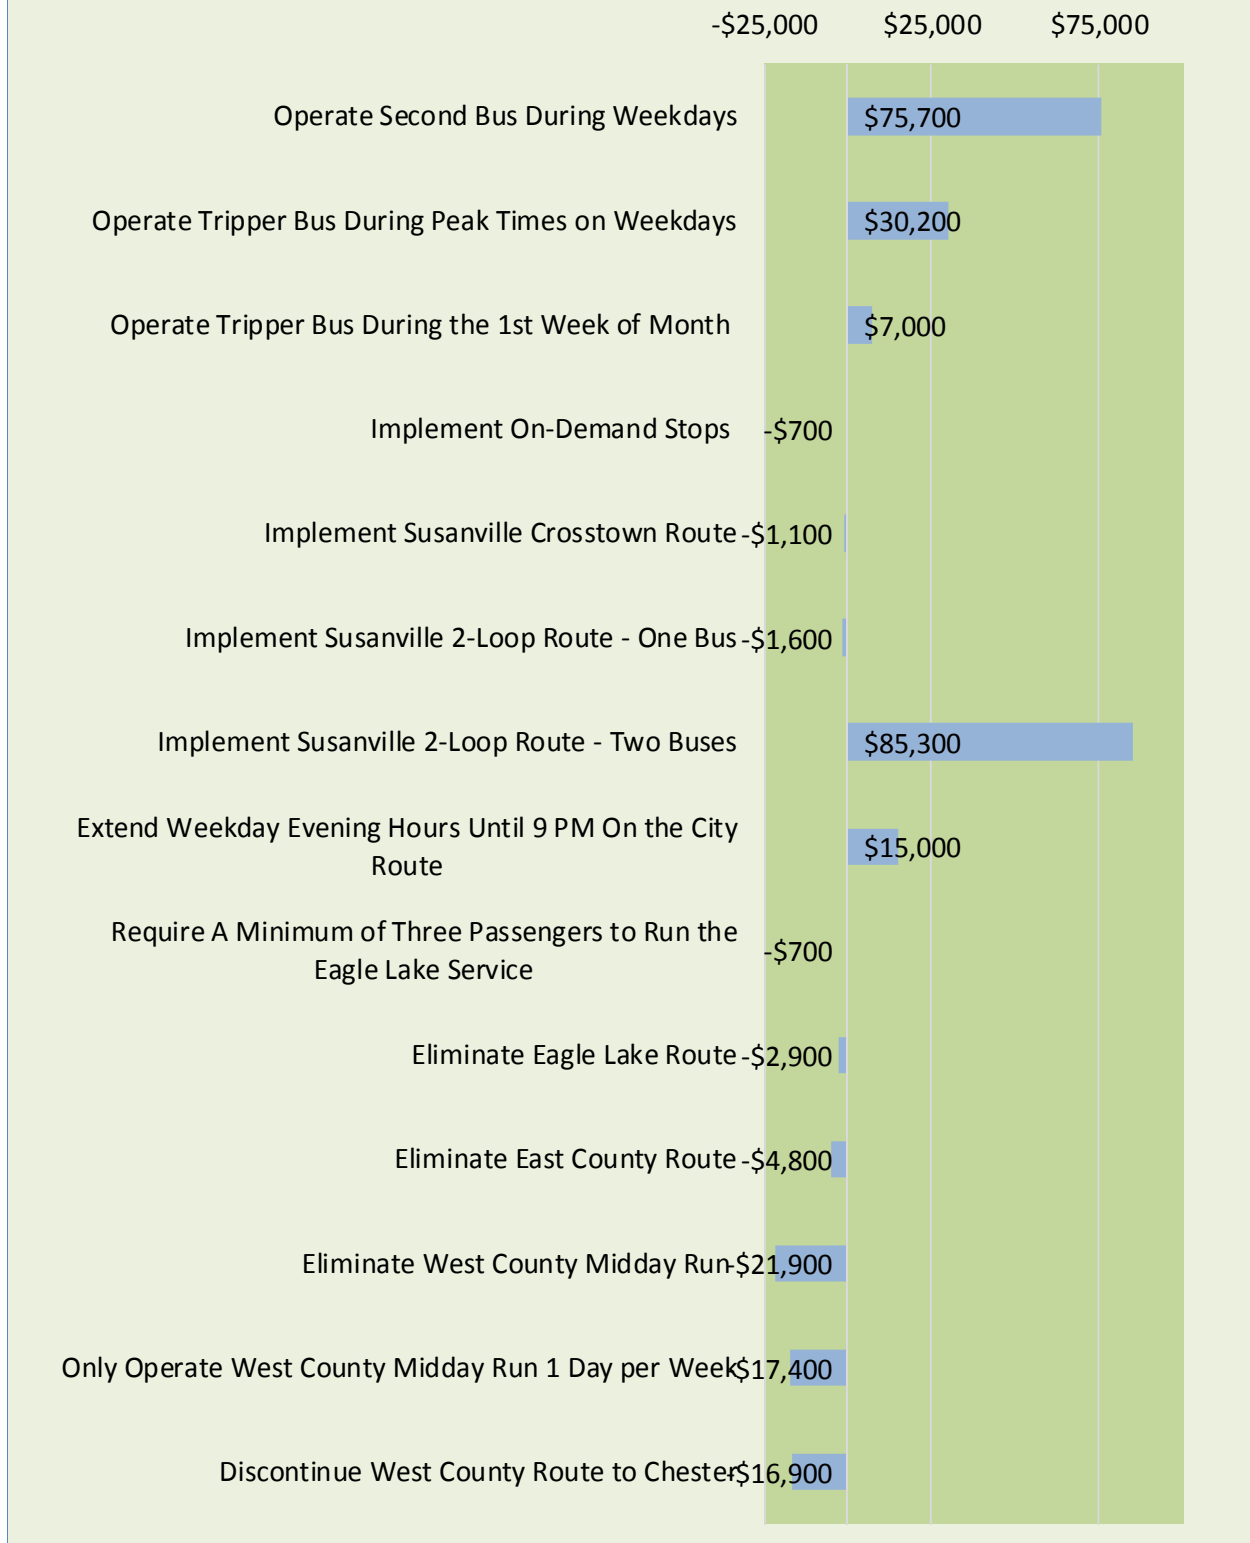 -$25,000 $25,000 $75,000
Operate Second Bus During Weekdays $75,700
Operate Tripper Bus During Peak Times on Weekdays $30,200
Operate Tripper Bus During the 1st Week of Month $7,000
Implement On-Demand Stops -$700
Implement Susanville Crosstown Route -$1,100
Implement Susanville 2-Loop Route - One Bus -$1,600
Implement Susanville 2-Loop Route - Two Buses $85,300
Extend Weekday Evening Hours Until 9 PM On the City
Route $15,000
Require A Minimum of Three Passengers to Run the
Eagle Lake Service -$700
Eliminate Eagle Lake Route -$2,900
Eliminate East County Route -$4,800
Eliminate West County Midday Run -$21,900
Only Operate West County Midday Run 1 Day per Week -$17,400
Discontinue West County Route to Chester -$16,900